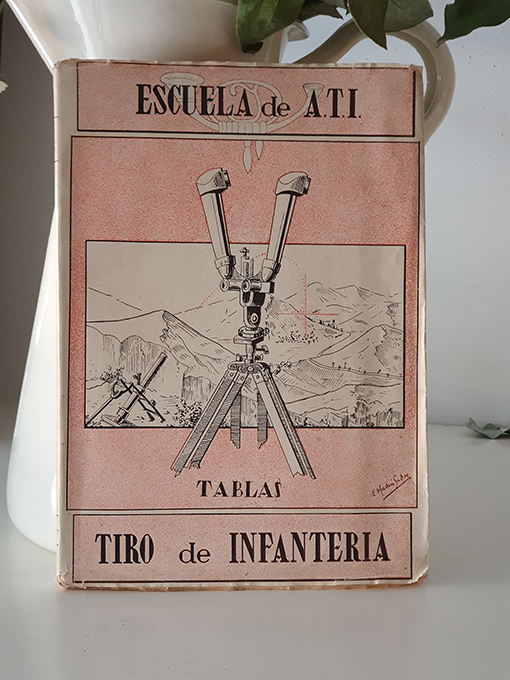 ESCUELA de A.T.I.
TABLAS
TIRO de INFANTERIA